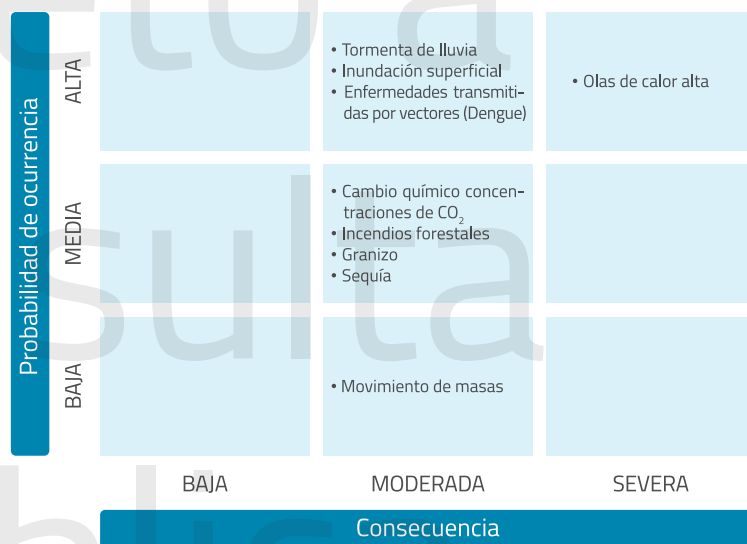 Probabilidad de ocurrencia
ALTA
• Tormenta de lluvia
• Inundación superficial
• Enfermedades transmiti-
das por vectores (Dengue)
• Olas de calor alta
MEDIA
• Cambio químico concen-
traciones de CO₂
• Incendios forestales
• Granizo
• Sequía
sulta
BAJA
• Movimiento de masas
BAJA
MODERADA
SEVERA
Consecuencia